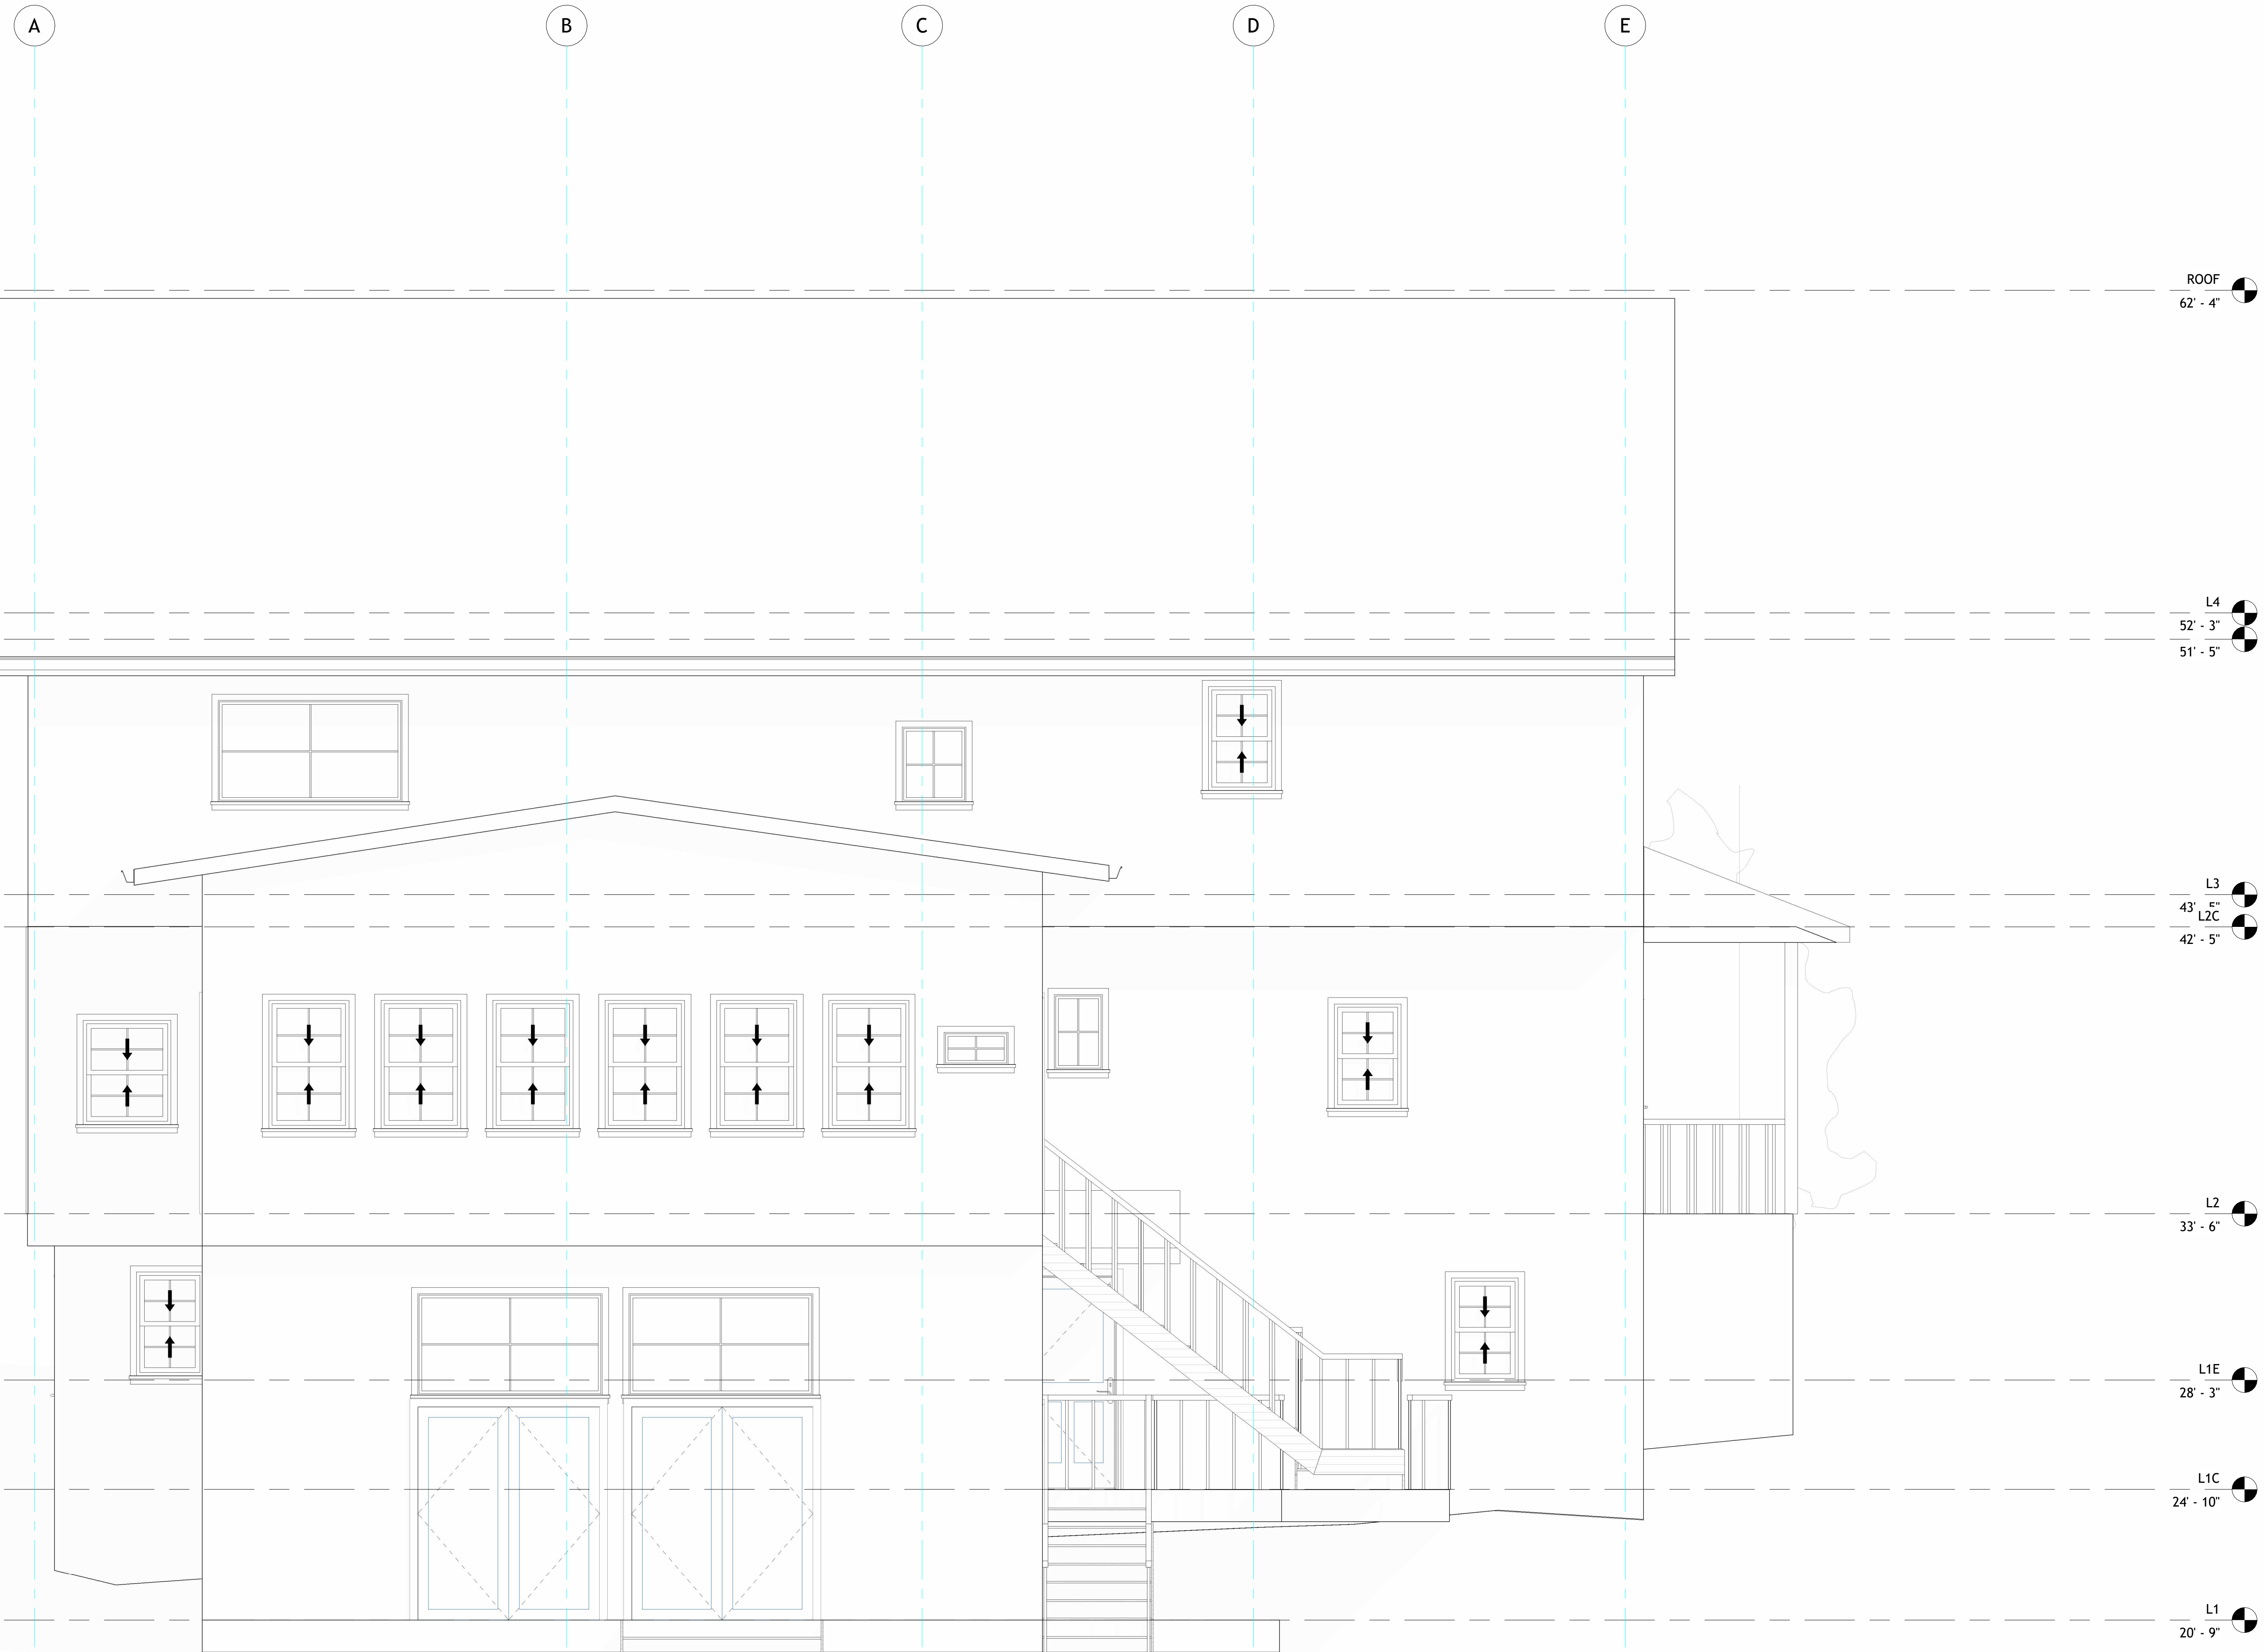 A B C D E
ROOF
62' - 4"
L4
52' - 3"
51' - 5"
L3
43' - 5"
L2C
42' - 5"
L2
33' - 6"
L1E
28' - 3"
L1C
24' - 10"
L1
20' - 9"